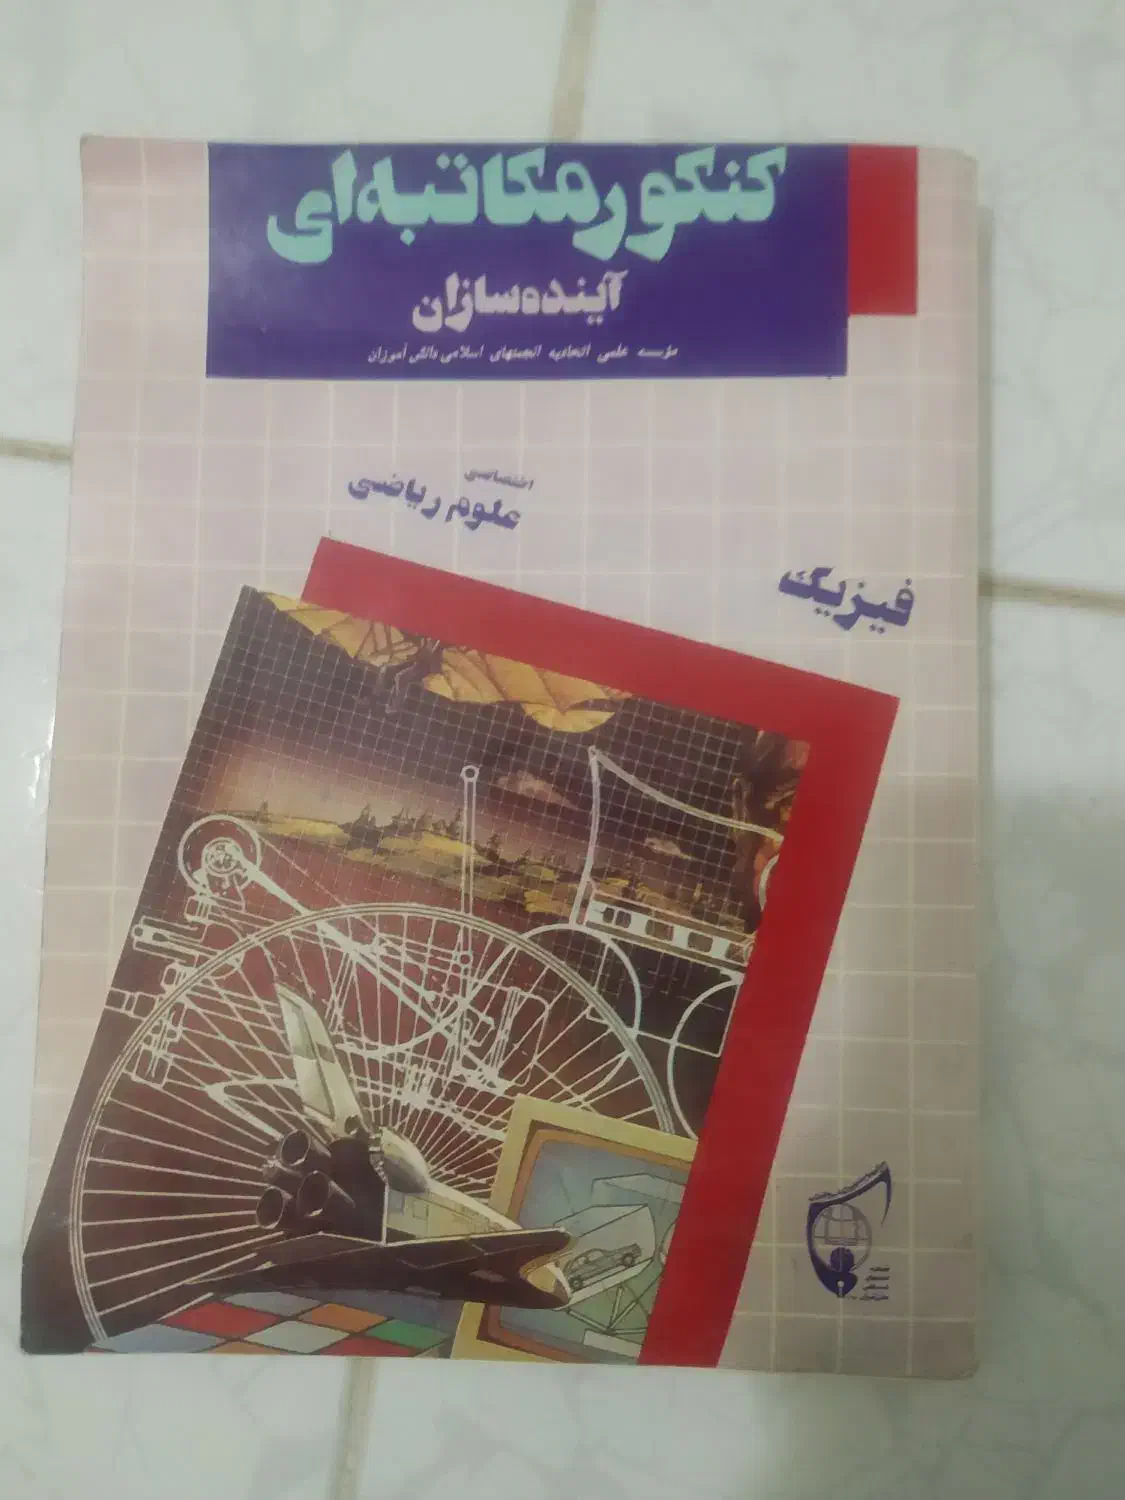 کنکور مکاتبه‌ای
آینده‌سازان
مؤسسه علمی اتحادیه انجمنهای اسلامی دانش آموزان
اختصاصی
علوم ریاضی
فیزیک